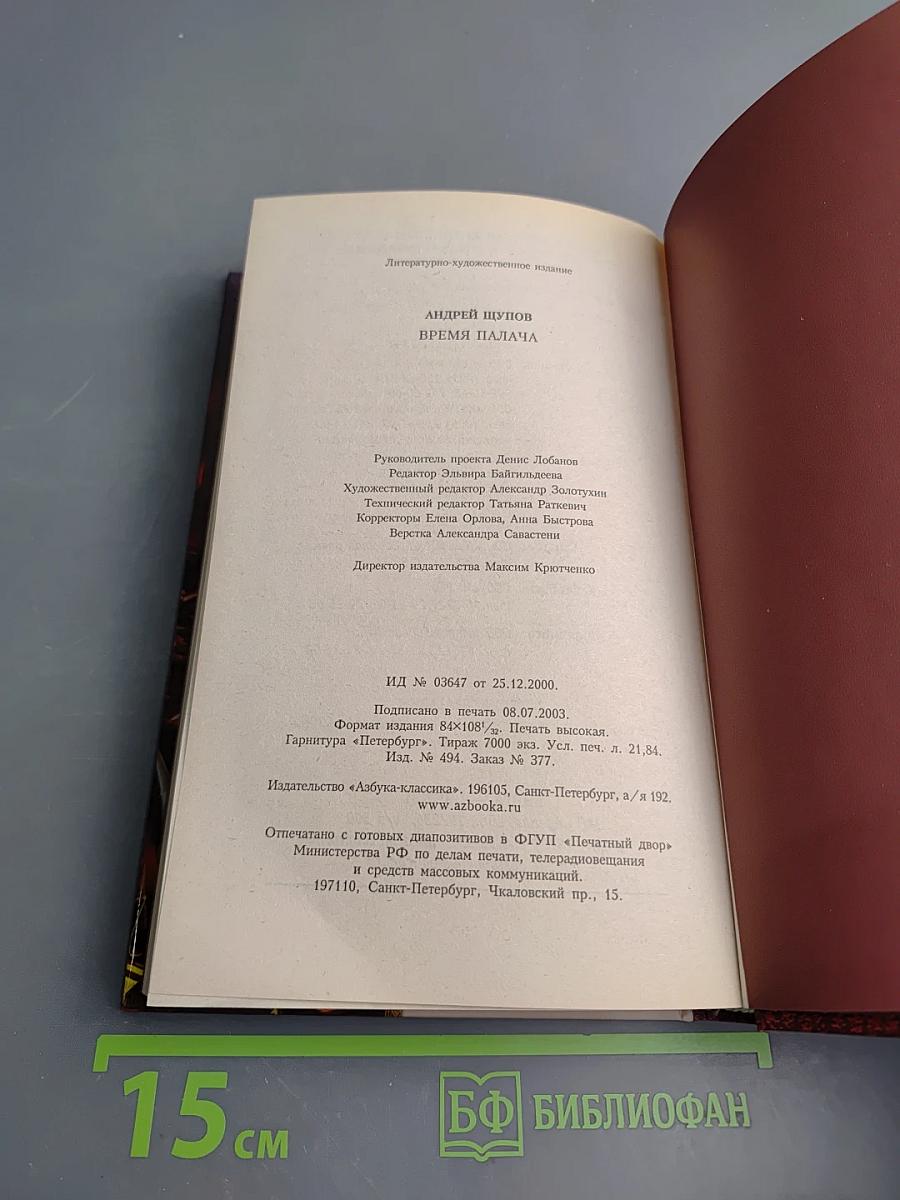 Литературно-художественное издание
АНДРЕЙ ЩУПОВ
ВРЕМЯ ПАЛАЧА
Руководитель проекта Денис Лобанов
Редактор Эльвира Байгильдеева
Художественный редактор Александр Золотухин
Технический редактор Татьяна Раткевич
Корректоры Елена Орлова, Анна Быстрова
Верстка Александра Савастени
Директор издательства Максим Крютченко
ИД № 03647 от 25.12.2000.
Подписано в печать 08.07.2003.
Формат издания 84×108¹/₃₂. Печать высокая.
Гарнитура «Петербург». Тираж 7000 экз. Усл. печ. л. 21,84.
Изд. № 494. Заказ № 377.
Издательство «Азбука-классика». 196105, Санкт-Петербург, а/я 192.
www.azbooka.ru
Отпечатано с готовых диапозитивов в ФГУП «Печатный двор»
Министерства РФ по делам печати, телерадиовещания
и средств массовых коммуникаций.
197110, Санкт-Петербург, Чкаловский пр., 15.
15 см
БФ БИБЛИОФАН